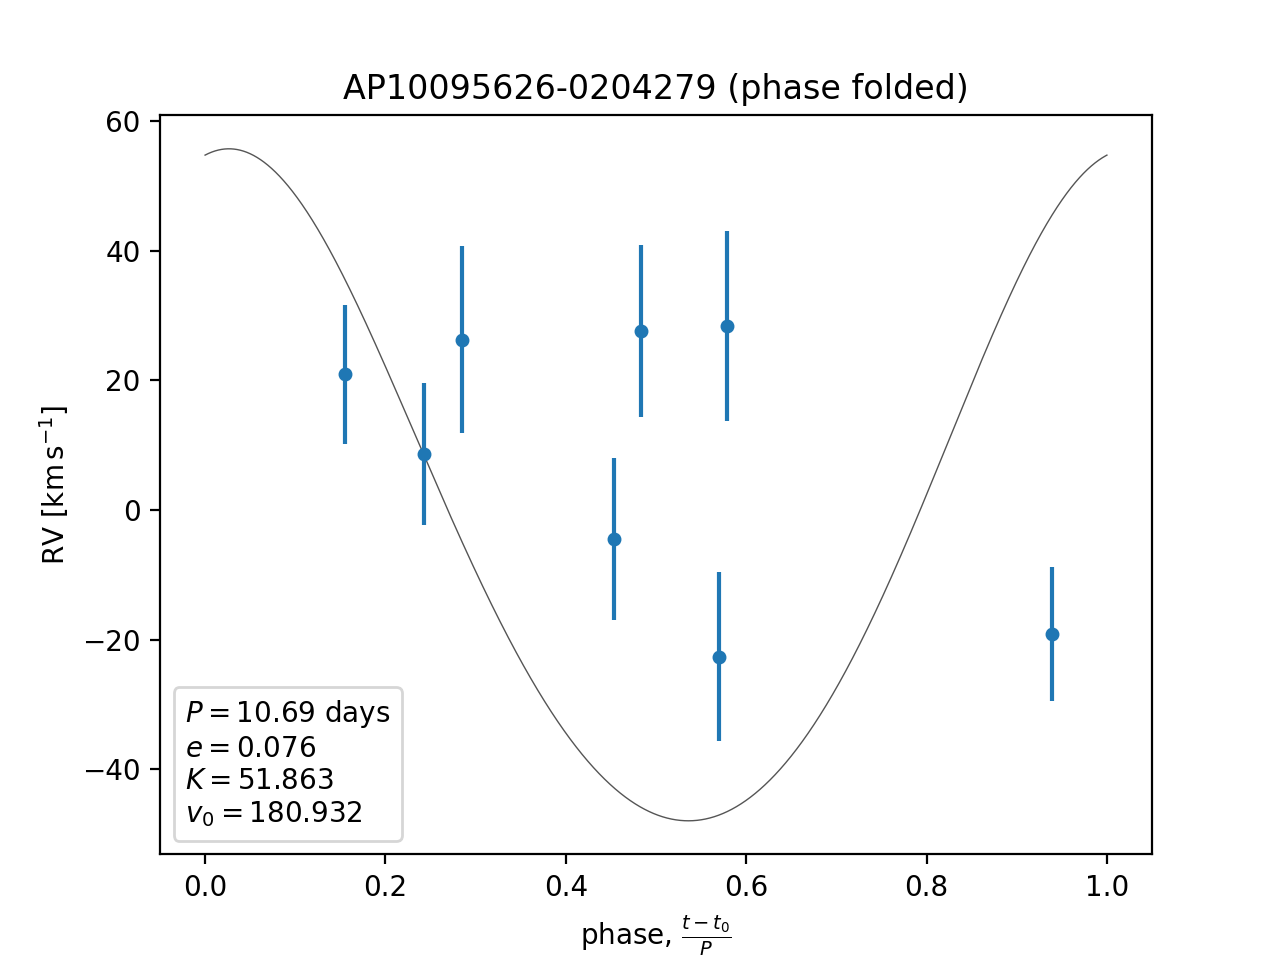 AP10095626-0204279 (phase folded)
60
40
20
0
−20
−40
RV [km s⁻¹]
P = 10.69 days
e = 0.076
K = 51.863
v₀ = 180.932
0.0 0.2 0.4 0.6 0.8 1.0
phase, (t − t₀)/P